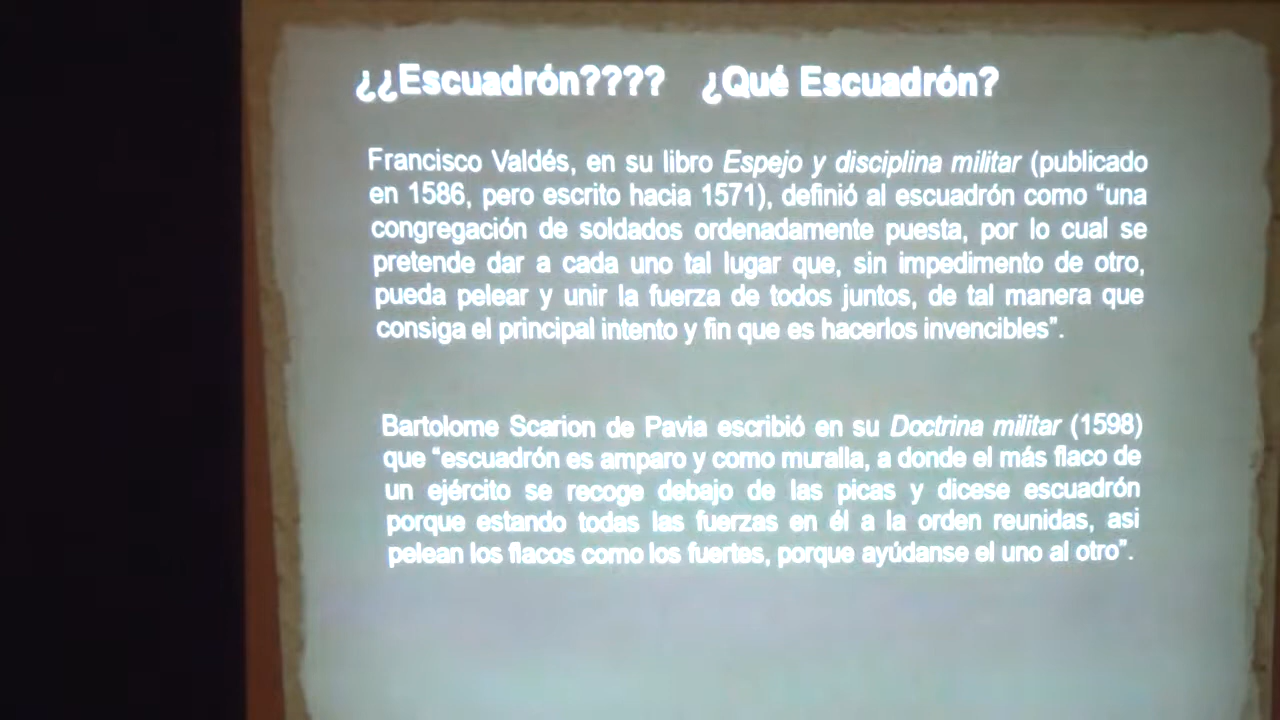 ¿¿Escuadrón???? ¿Qué Escuadrón?
Francisco Valdés, en su libro Espejo y disciplina militar (publicado
en 1586, pero escrito hacia 1571), definió al escuadrón como “una
congregación de soldados ordenadamente puesta, por lo cual se
pretende dar a cada uno tal lugar que, sin impedimento de otro,
pueda pelear y unir la fuerza de todos juntos, de tal manera que
consiga el principal intento y fin que es hacerlos invencibles”.
Bartolome Scarion de Pavia escribió en su Doctrina militar (1598)
que “escuadrón es amparo y como muralla, a donde el más flaco de
un ejército se recoge debajo de las picas y dicese escuadrón
porque estando todas las fuerzas en él a la orden reunidas, asi
pelean los flacos como los fuertes, porque ayúdanse el uno al otro”.